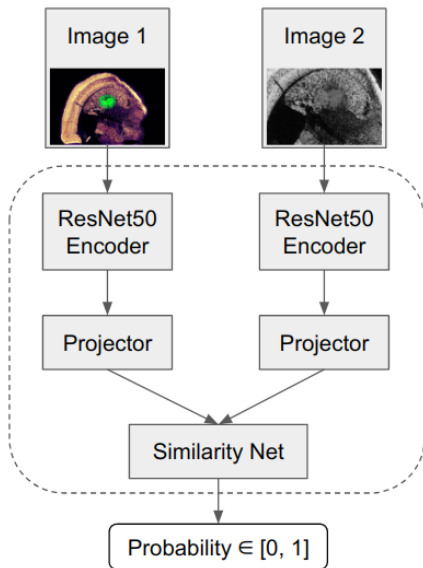 Image 1
Image 2
ResNet50
Encoder
ResNet50
Encoder
Projector
Projector
Similarity Net
Probability ∈ [0, 1]